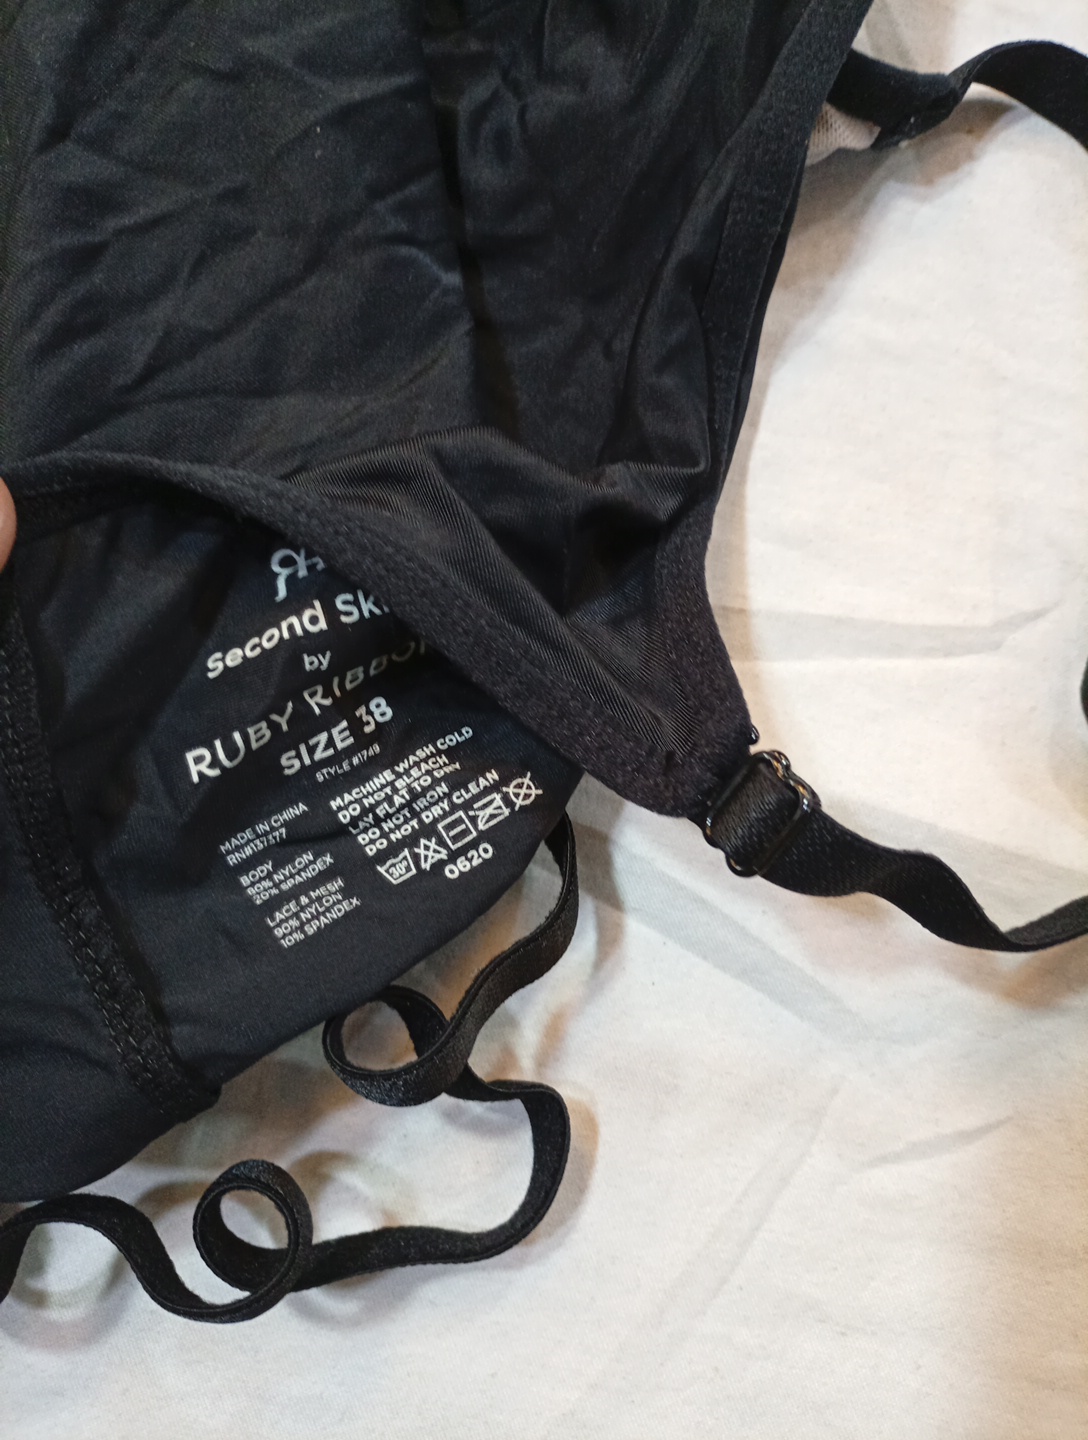 Second Ski
by
RUBY RIBBO
SIZE 38
STYLE #1749
MACHINE WASH COLD
DO NOT BLEACH
LAY FLAT TO DRY
DO NOT IRON
DO NOT DRY CLEAN
30°
0620
MADE IN CHINA
RN#137377
BODY
80% NYLON
20% SPANDEX
LACE & MESH
90% NYLON
10% SPANDEX